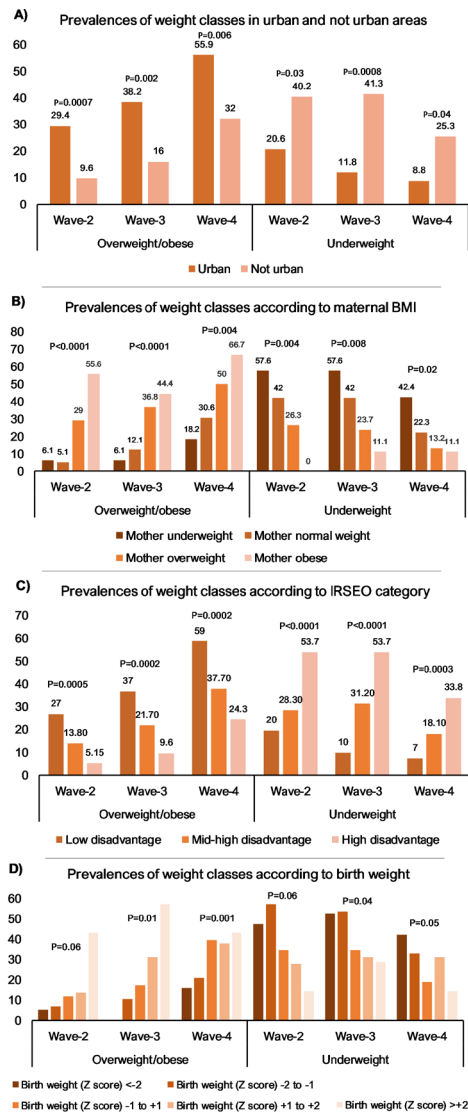 A) Prevalences of weight classes in urban and not urban areas
P=0.0007 P=0.002 P=0.006 P=0.03 P=0.0008 P=0.04
60
50
40
30
20
10
0
29.4 9.6 38.2 16 55.9 32 20.6 40.2 11.8 41.3 8.8 25.3
Wave-2 Wave-3 Wave-4 Wave-2 Wave-3 Wave-4
Overweight/obese Underweight
Urban Not urban
B) Prevalences of weight classes according to maternal BMI
P<0.0001 P<0.0001 P=0.004 P=0.004 P=0.008 P=0.02
80
70
60
50
40
30
20
10
0
6.1 5.1 29 55.6 6.1 12.1 36.8 44.4 18.2 30.6 50 66.7 57.6 42 26.3 0 57.6 42 23.7 11.1 42.4 22.3 13.2 11.1
Wave-2 Wave-3 Wave-4 Wave-2 Wave-3 Wave-4
Overweight/obese Underweight
Mother underweight Mother normal weight
Mother overweight Mother obese
C) Prevalences of weight classes according to IRSEO category
P=0.0005 P=0.0002 P=0.0002 P<0.0001 P<0.0001 P=0.0003
70
60
50
40
30
20
10
0
27 13.80 5.15 37 21.70 9.6 59 37.70 24.3 20 28.30 53.7 10 31.20 53.7 7 18.10 33.8
Wave-2 Wave-3 Wave-4 Wave-2 Wave-3 Wave-4
Overweight/obese Underweight
Low disadvantage Mid-high disadvantage High disadvantage
D) Prevalences of weight classes according to birth weight
P=0.06 P=0.01 P=0.001 P=0.06 P=0.04 P=0.05
60
50
40
30
20
10
0
Wave-2 Wave-3 Wave-4 Wave-2 Wave-3 Wave-4
Overweight/obese Underweight
Birth weight (Z score) <-2 Birth weight (Z score) -2 to -1
Birth weight (Z score) -1 to +1 Birth weight (Z score) +1 to +2 Birth weight (Z score) >+2